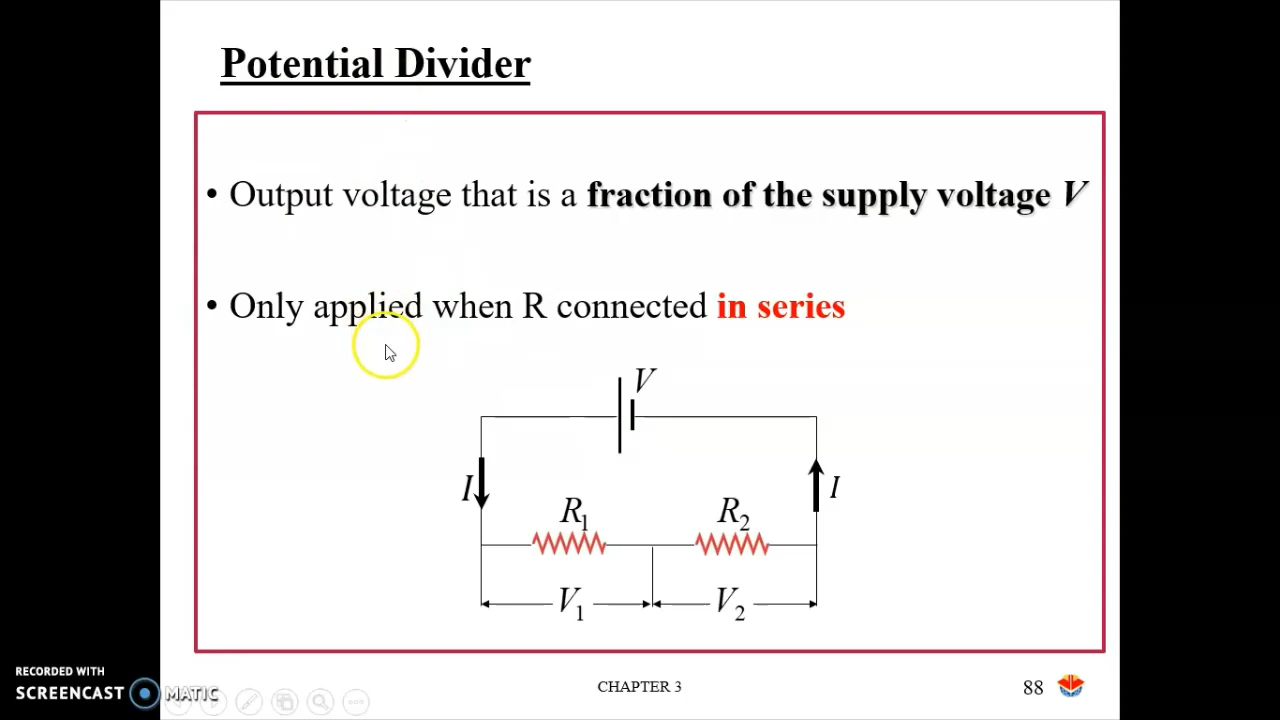 Potential Divider
• Output voltage that is a fraction of the supply voltage V
• Only applied when R connected in series
V
I
I
R₁
R₂
V₁
V₂
RECORDED WITH
SCREENCAST MATIC
CHAPTER 3
88